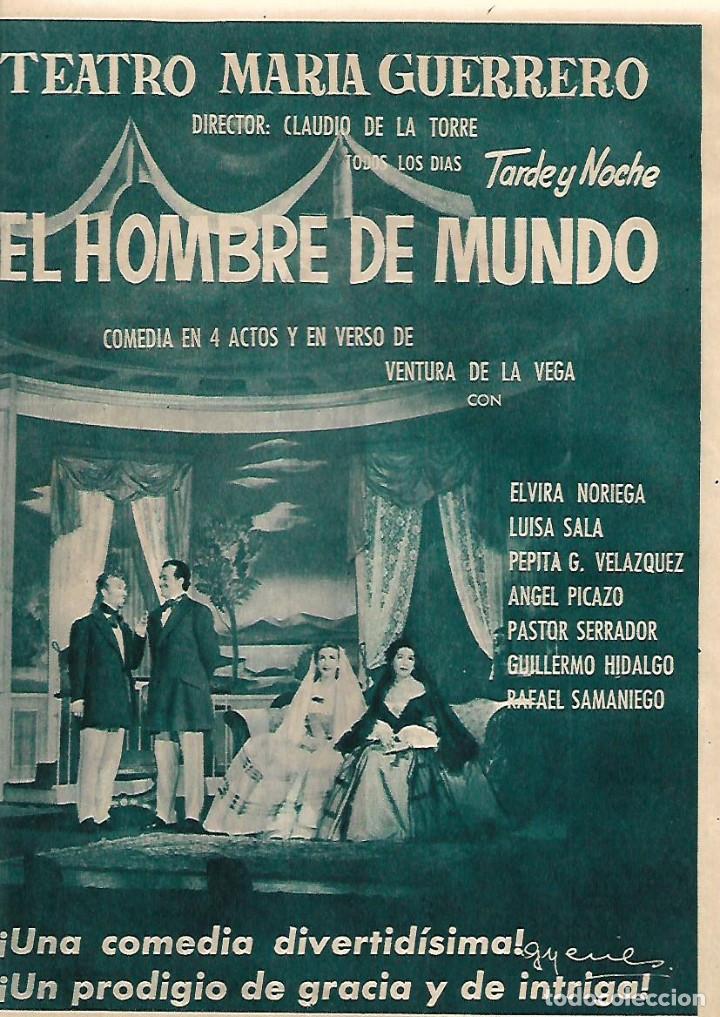 TEATRO MARIA GUERRERO
DIRECTOR: CLAUDIO DE LA TORRE
TODOS LOS DIAS Tarde y Noche
EL HOMBRE DE MUNDO
COMEDIA EN 4 ACTOS Y EN VERSO DE
VENTURA DE LA VEGA
CON
ELVIRA NORIEGA
LUISA SALA
PEPITA G. VELAZQUEZ
ANGEL PICAZO
PASTOR SERRADOR
GUILLERMO HIDALGO
RAFAEL SAMANIEGO
¡Una comedia divertidísima!
gyenes
¡Un prodigio de gracia y de intriga!
todocoleccion